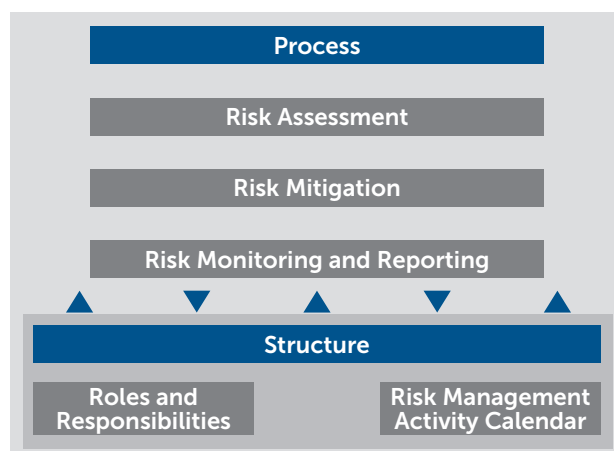 Process
Risk Assessment
Risk Mitigation
Risk Monitoring and Reporting
Structure
Roles and
Responsibilities
Risk Management
Activity Calendar